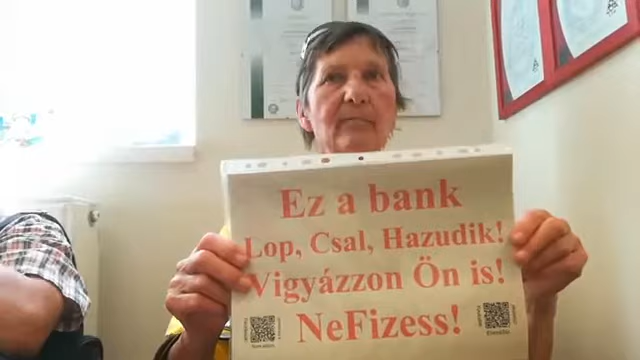 Ez a bank
Lop, Csal, Hazudik!
Vigyázzon Ön is!
NeFizess!